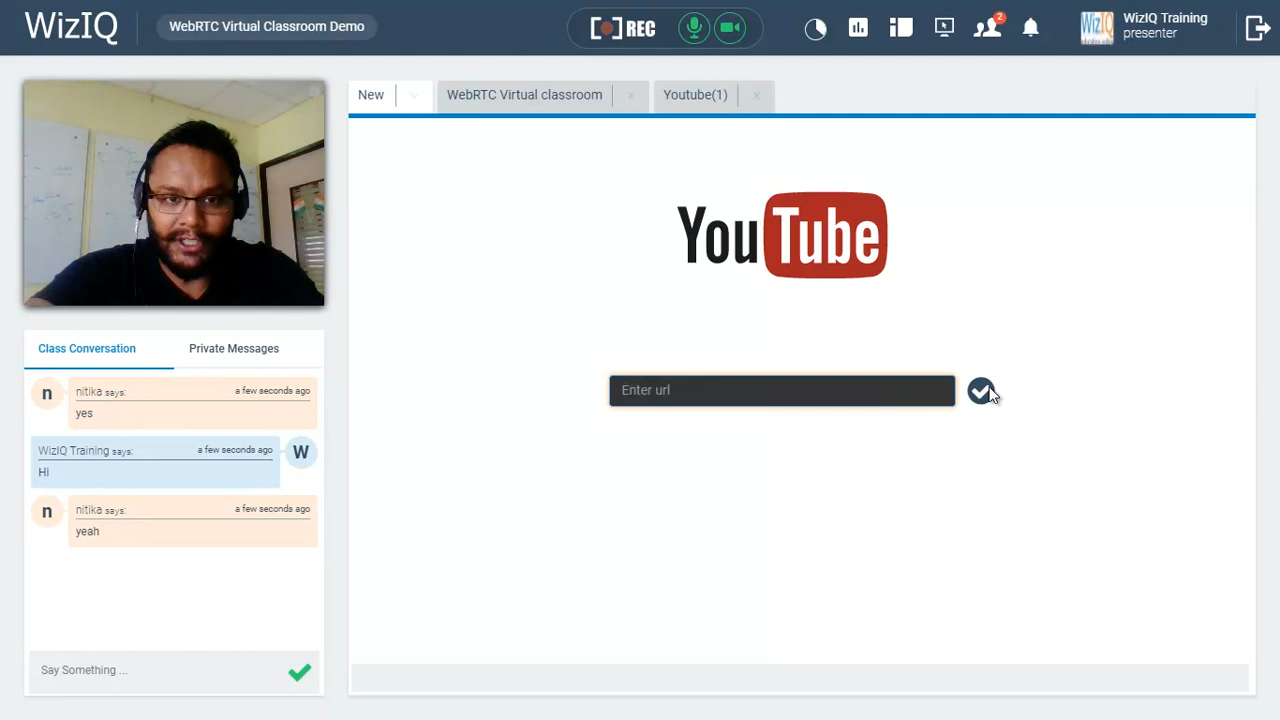 WizIQ
WebRTC Virtual Classroom Demo
REC
2
WizIQ Training
presenter
New
WebRTC Virtual classroom
x
Youtube(1)
x
YouTube
Enter url
Class Conversation
Private Messages
n
nitika says:
a few seconds ago
yes
WizIQ Training says:
a few seconds ago
W
Hi
n
nitika says:
a few seconds ago
yeah
Say Something ...